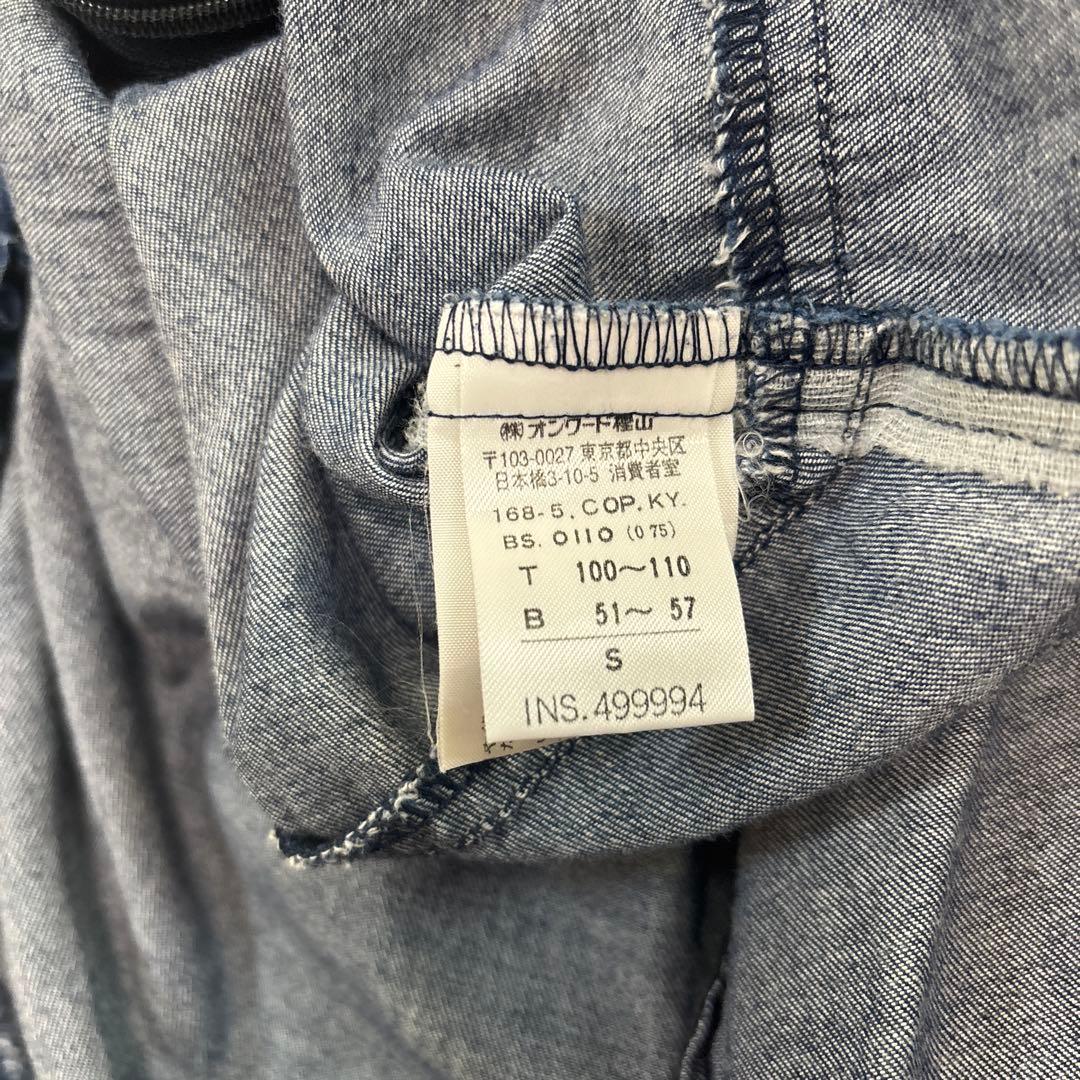 (株)オンワード樫山
〒103-0027 東京都中央区
日本橋3-10-5 消費者室
168-5. COP. KY.
BS. 0110 (075)
T 100〜110
B 51〜 57
S
INS. 499994